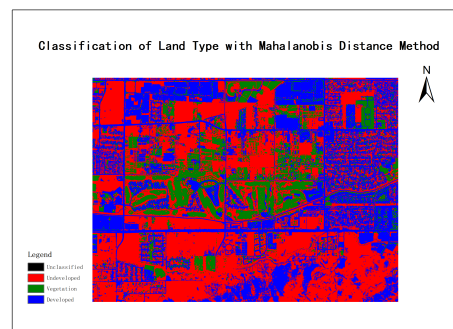 Classification of Land Type with Mahalanobis Distance Method
N
Legend
Unclassified
Undeveloped
Vegetation
Developed